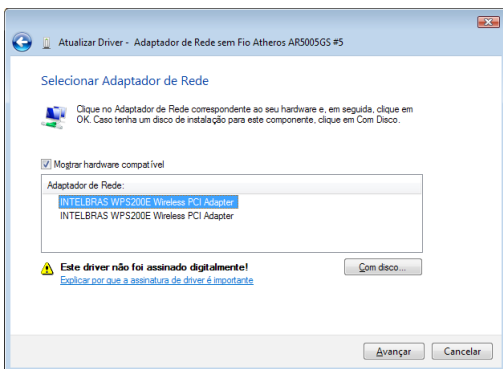 Atualizar Driver - Adaptador de Rede sem Fio Atheros AR5005GS #5
Selecionar Adaptador de Rede
Clique no Adaptador de Rede correspondente ao seu hardware e, em seguida, clique em
OK. Caso tenha um disco de instalação para este componente, clique em Com Disco.
Mostrar hardware compatível
Adaptador de Rede:
INTELBRAS WPS200E Wireless PCI Adapter
INTELBRAS WPS200E Wireless PCI Adapter
Este driver não foi assinado digitalmente!
Com disco...
Explicar por que a assinatura de driver é importante
Avançar
Cancelar